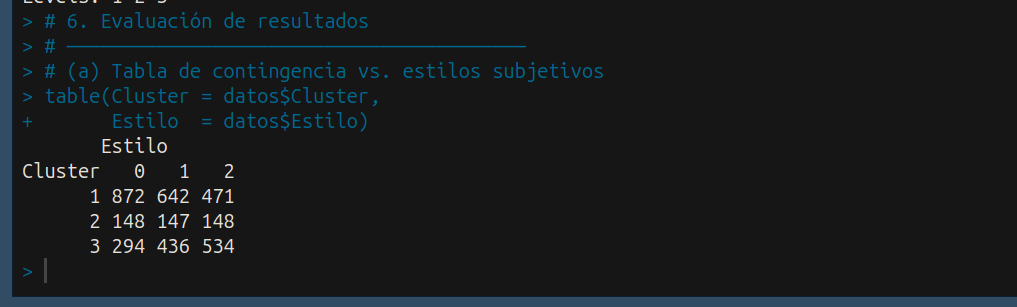 Levels: 1 2 3
> # 6. Evaluación de resultados
> # ─────────────────────────────────────────
> # (a) Tabla de contingencia vs. estilos subjetivos
> table(Cluster = datos$Cluster,
+       Estilo  = datos$Estilo)
       Estilo
Cluster   0   1   2
      1 872 642 471
      2 148 147 148
      3 294 436 534
>